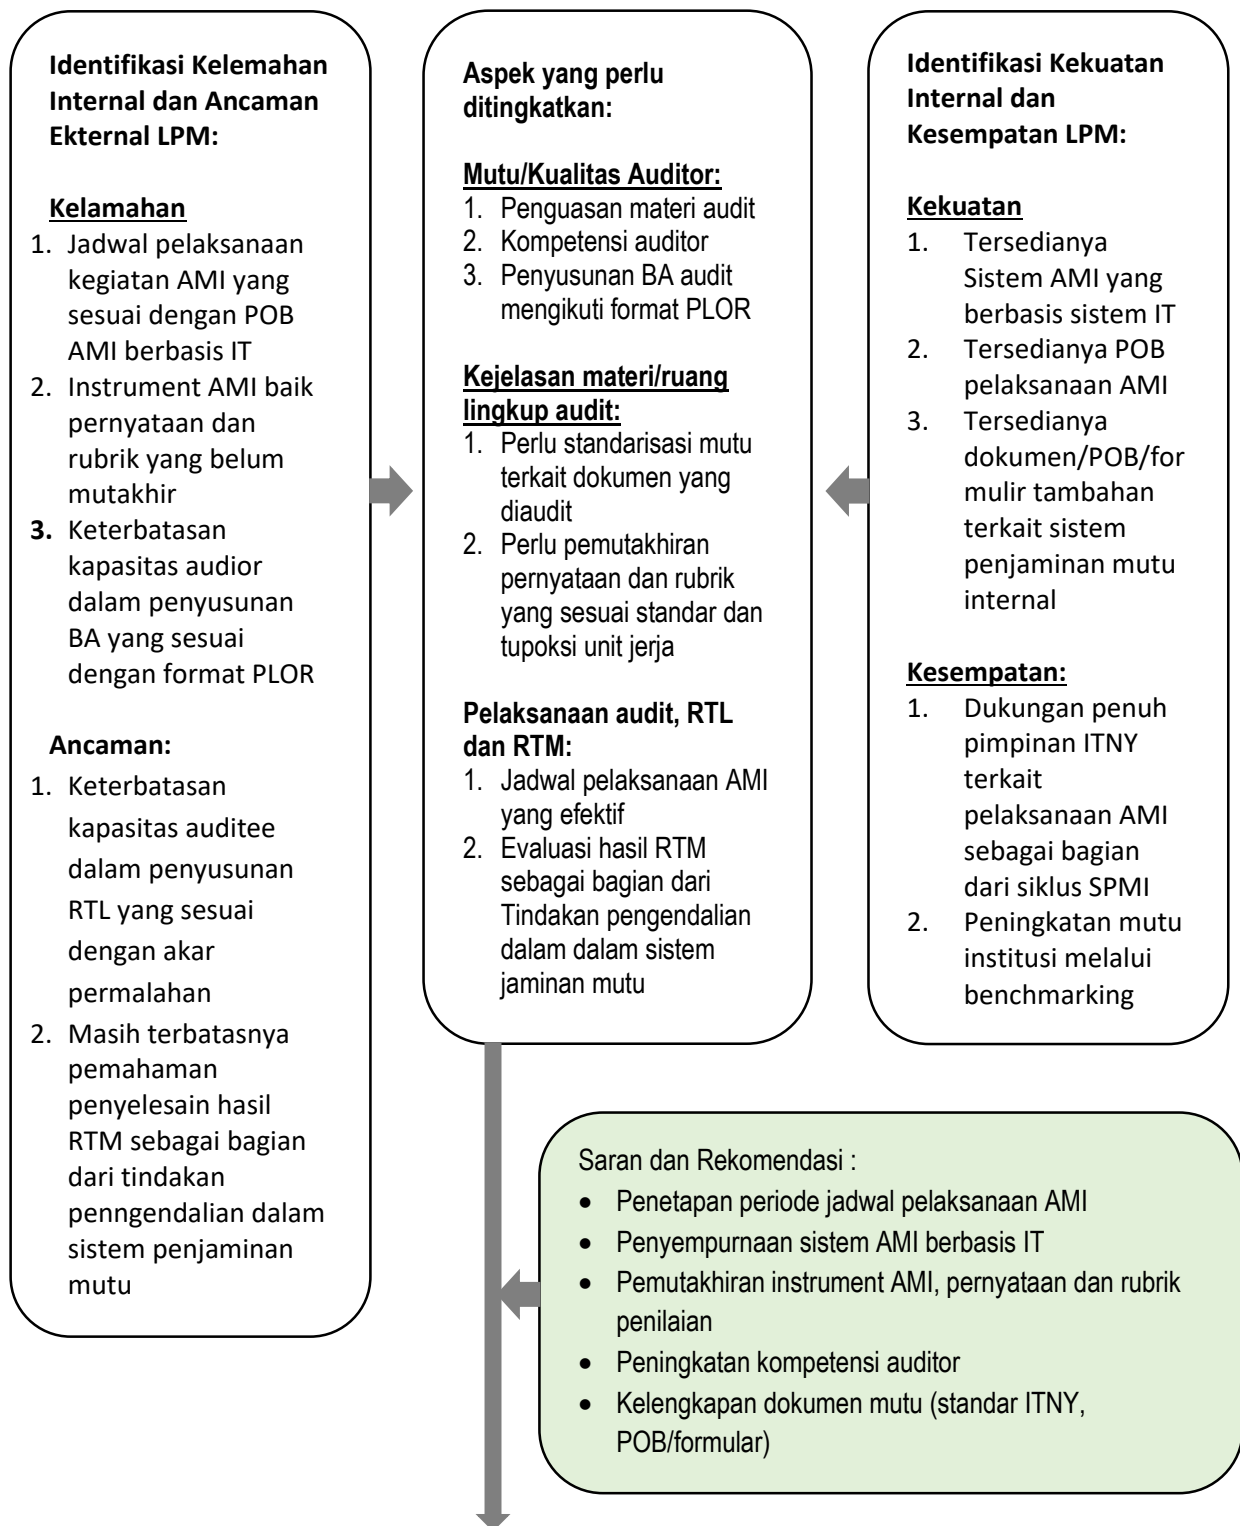 Identifikasi Kelemahan
Internal dan Ancaman
Ekternal LPM:
Kelamahan
1. Jadwal pelaksanaan
kegiatan AMI yang
sesuai dengan POB
AMI berbasis IT
2. Instrument AMI baik
pernyataan dan
rubrik yang belum
mutakhir
3. Keterbatasan
kapasitas audior
dalam penyusunan
BA yang sesuai
dengan format PLOR
Ancaman:
1. Keterbatasan
kapasitas auditee
dalam penyusunan
RTL yang sesuai
dengan akar
permalahan
2. Masih terbatasnya
pemahaman
penyelesain hasil
RTM sebagai bagian
dari tindakan
penngendalian dalam
sistem penjaminan
mutu
Aspek yang perlu
ditingkatkan:
Mutu/Kualitas Auditor:
1. Penguasan materi audit
2. Kompetensi auditor
3. Penyusunan BA audit
mengikuti format PLOR
Kejelasan materi/ruang
lingkup audit:
1. Perlu standarisasi mutu
terkait dokumen yang
diaudit
2. Perlu pemutakhiran
pernyataan dan rubrik
yang sesuai standar dan
tupoksi unit jerja
Pelaksanaan audit, RTL
dan RTM:
1. Jadwal pelaksanaan AMI
yang efektif
2. Evaluasi hasil RTM
sebagai bagian dari
Tindakan pengendalian
dalam dalam sistem
jaminan mutu
Identifikasi Kekuatan
Internal dan
Kesempatan LPM:
Kekuatan
1. Tersedianya
Sistem AMI yang
berbasis sistem IT
2. Tersedianya POB
pelaksanaan AMI
3. Tersedianya
dokumen/POB/for
mulir tambahan
terkait sistem
penjaminan mutu
internal
Kesempatan:
1. Dukungan penuh
pimpinan ITNY
terkait
pelaksanaan AMI
sebagai bagian
dari siklus SPMI
2. Peningkatan mutu
institusi melalui
benchmarking
Saran dan Rekomendasi :
• Penetapan periode jadwal pelaksanaan AMI
• Penyempurnaan sistem AMI berbasis IT
• Pemutakhiran instrument AMI, pernyataan dan rubrik
penilaian
• Peningkatan kompetensi auditor
• Kelengkapan dokumen mutu (standar ITNY,
POB/formular)